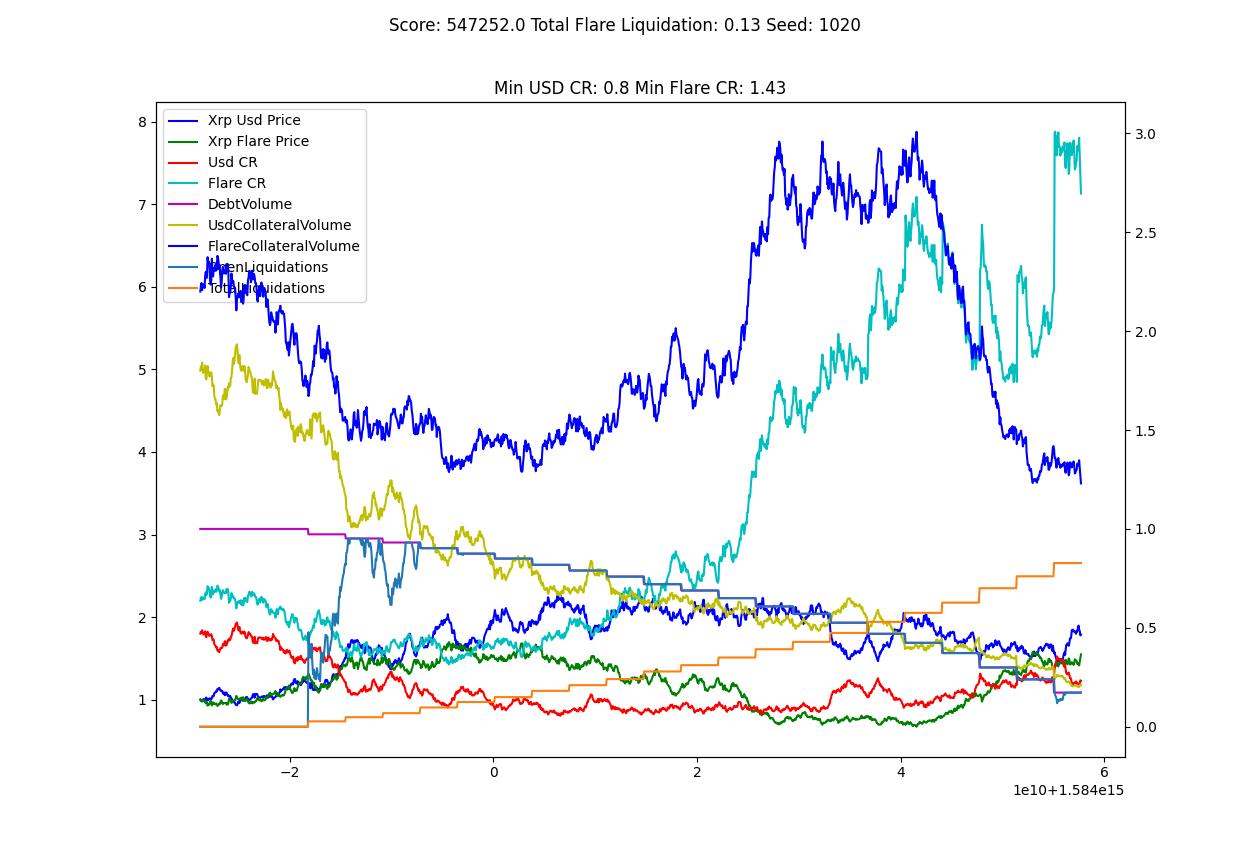 Score: 547252.0 Total Flare Liquidation: 0.13 Seed: 1020
Min USD CR: 0.8 Min Flare CR: 1.43
Xrp Usd Price
Xrp Flare Price
Usd CR
Flare CR
DebtVolume
UsdCollateralVolume
FlareCollateralVolume
OpenLiquidations
TotalLiquidations
8
7
6
5
4
3
2
1
3.0
2.5
2.0
1.5
1.0
0.5
0.0
−2
0
2
4
6
1e10+1.584e15